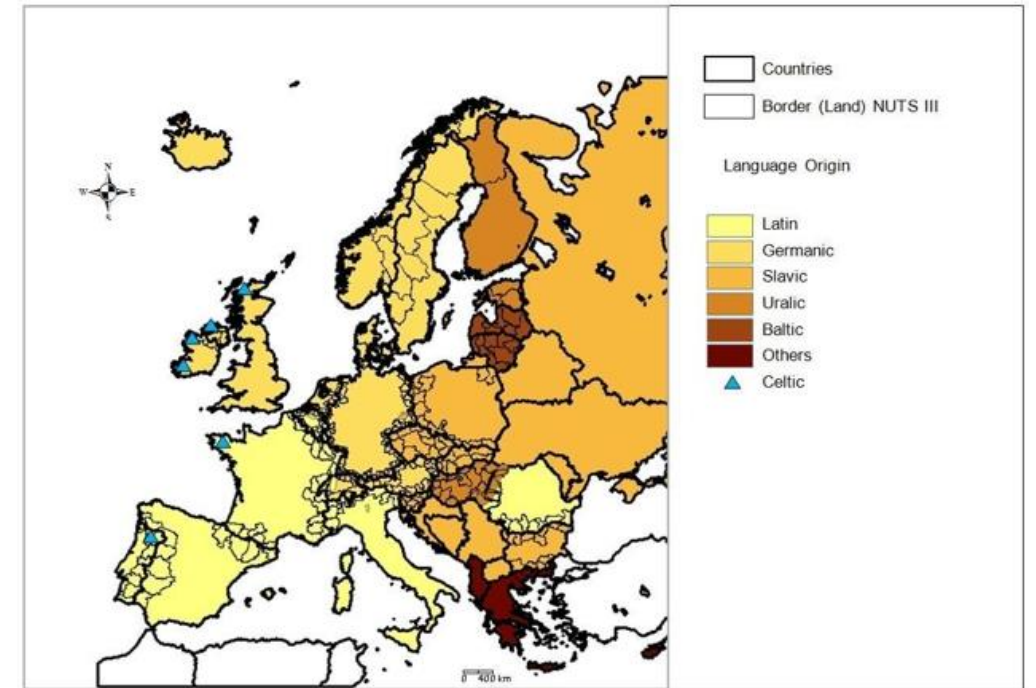 N
W E
S
0 400 km
Countries
Border (Land) NUTS III
Language Origin
Latin
Germanic
Slavic
Uralic
Baltic
Others
Celtic